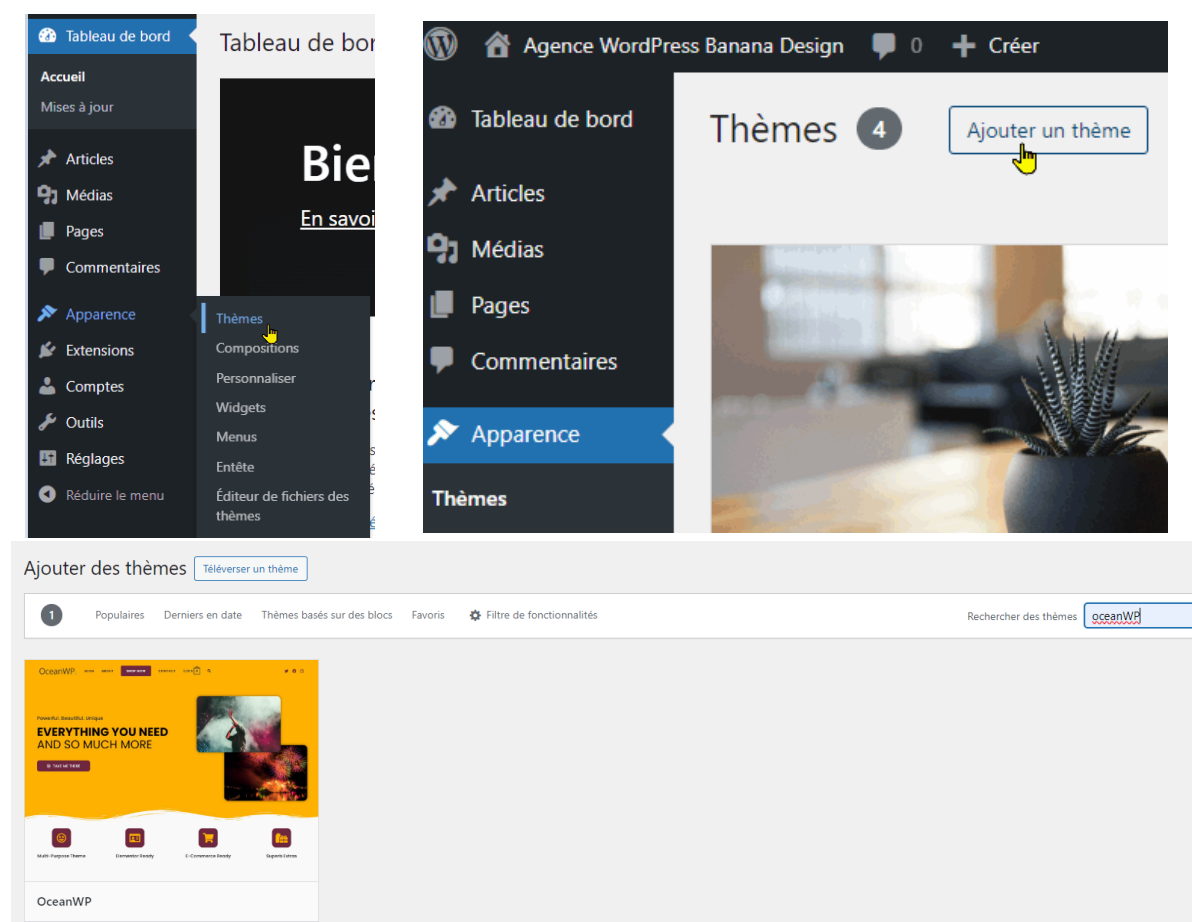 Tableau de bord
Accueil
Mises à jour
Articles
Médias
Pages
Commentaires
Apparence
Extensions
Comptes
Outils
Réglages
Réduire le menu
Tableau de bor
Bie
En savoi
Thèmes
Compositions
Personnaliser
Widgets
Menus
Entête
Éditeur de fichiers des
thèmes
Agence WordPress Banana Design 0 Créer
Tableau de bord
Articles
Médias
Pages
Commentaires
Apparence
Thèmes
Thèmes 4 Ajouter un thème
Ajouter des thèmes Téléverser un thème
1 Populaires Derniers en date Thèmes basés sur des blocs Favoris Filtre de fonctionnalités Rechercher des thèmes oceanWP
OceanWP. SHOP NOW
Powerful. Beautiful. Unique
EVERYTHING YOU NEED
AND SO MUCH MORE
TAKE ME THERE
Multi-Purpose Theme Elementor Ready E-Commerce Ready Superb Extras
OceanWP